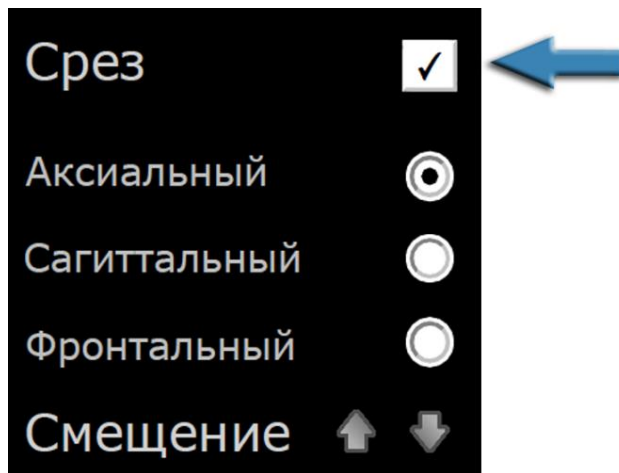 Срез
Аксиальный
Сагиттальный
Фронтальный
Смещение